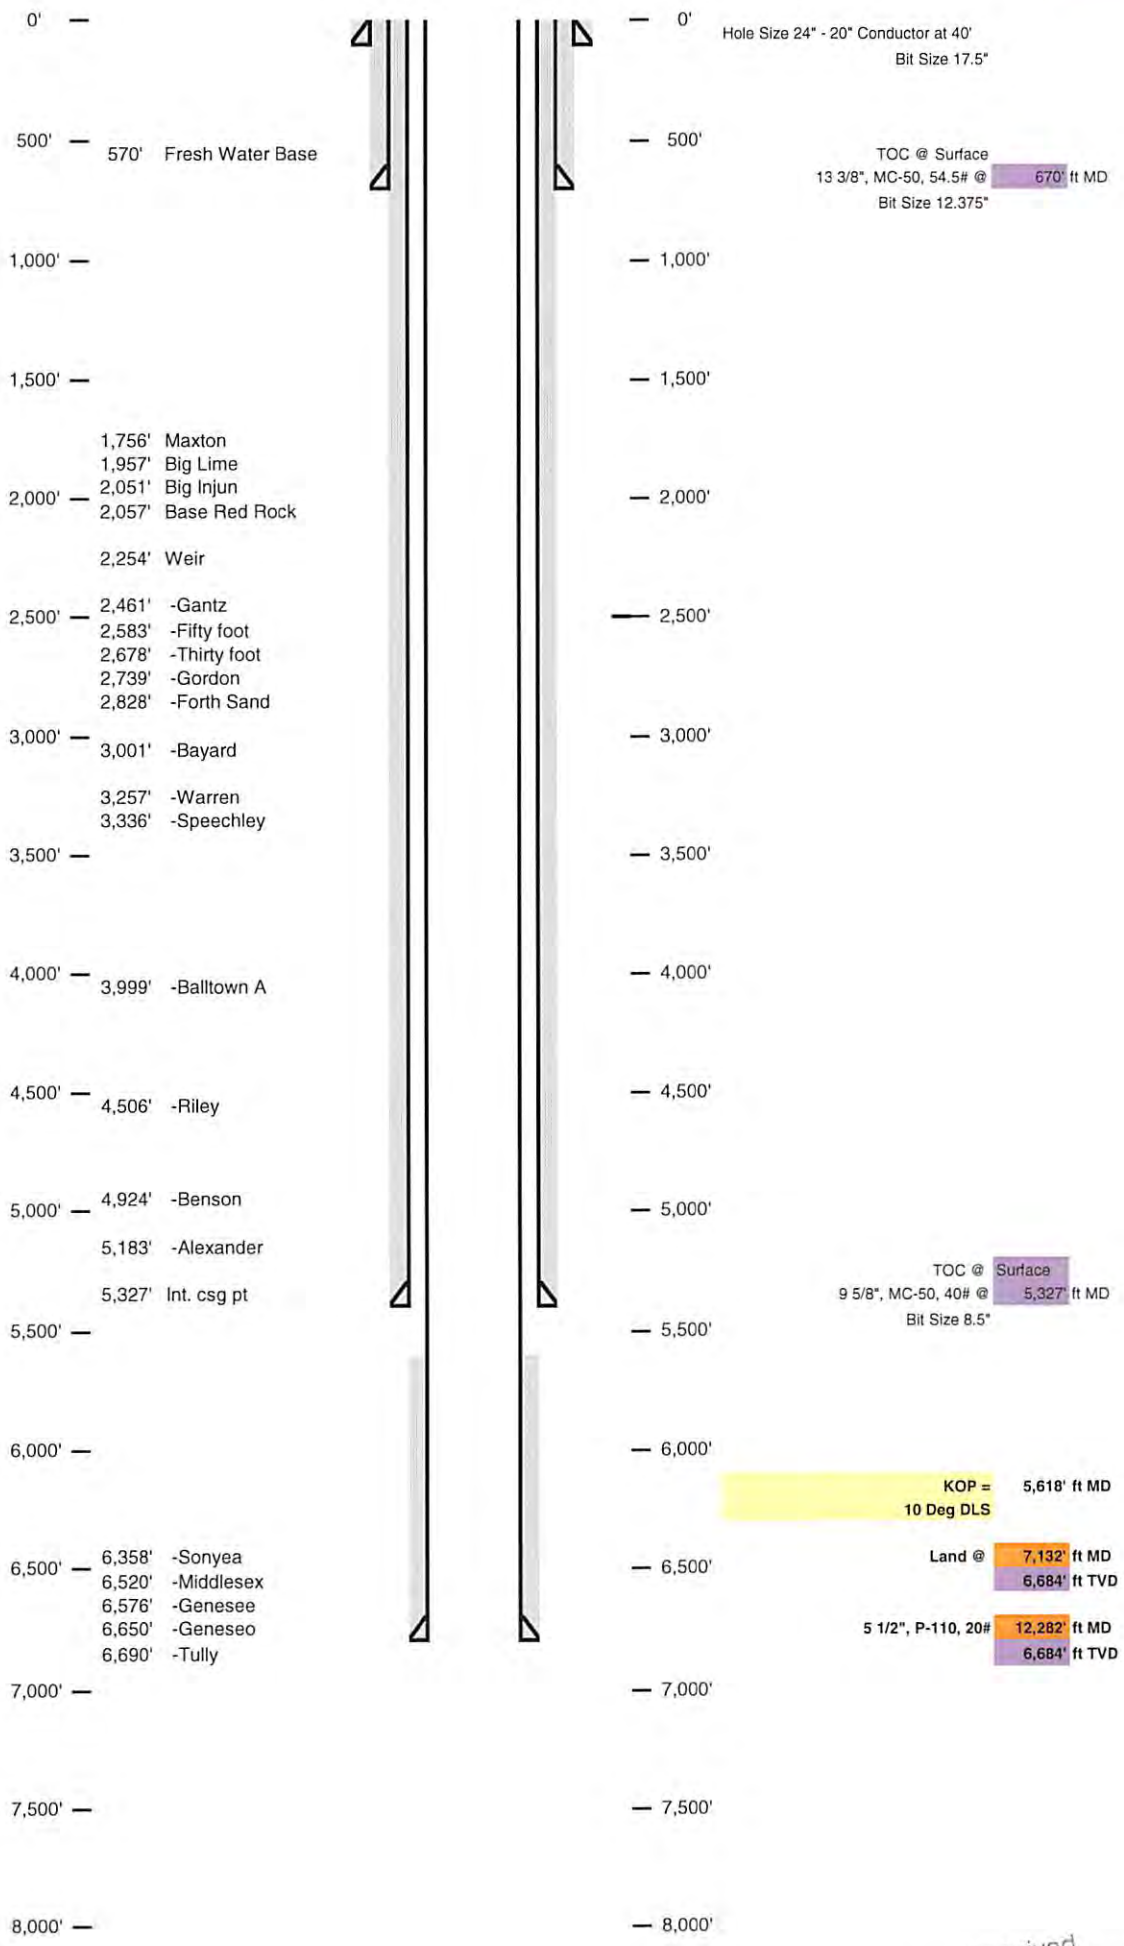 0' 0' Hole Size 24" - 20" Conductor at 40'
Bit Size 17.5"
500' 500'
570' Fresh Water Base TOC @ Surface
13 3/8", MC-50, 54.5# @ 670' ft MD
Bit Size 12.375"
1,000' 1,000'
1,500' 1,500'
1,756' Maxton
1,957' Big Lime
2,051' Big Injun
2,000' 2,000'
2,057' Base Red Rock
2,254' Weir
2,461' -Gantz
2,500' 2,500'
2,583' -Fifty foot
2,678' -Thirty foot
2,739' -Gordon
2,828' -Forth Sand
3,000' 3,000'
3,001' -Bayard
3,257' -Warren
3,336' -Speechley
3,500' 3,500'
4,000' 4,000'
3,999' -Balltown A
4,500' 4,500'
4,506' -Riley
4,924' -Benson
5,000' 5,000'
5,183' -Alexander
TOC @ Surface
5,327' Int. csg pt 9 5/8", MC-50, 40# @ 5,327' ft MD
Bit Size 8.5"
5,500' 5,500'
6,000' 6,000'
KOP = 5,618' ft MD
10 Deg DLS
6,358' -Sonyea Land @ 7,132' ft MD
6,500' 6,500'
6,520' -Middlesex 6,684' ft TVD
6,576' -Genesee
6,650' -Geneseo 5 1/2", P-110, 20# 12,282' ft MD
6,690' -Tully 6,684' ft TVD
7,000' 7,000'
7,500' 7,500'
8,000' 8,000'